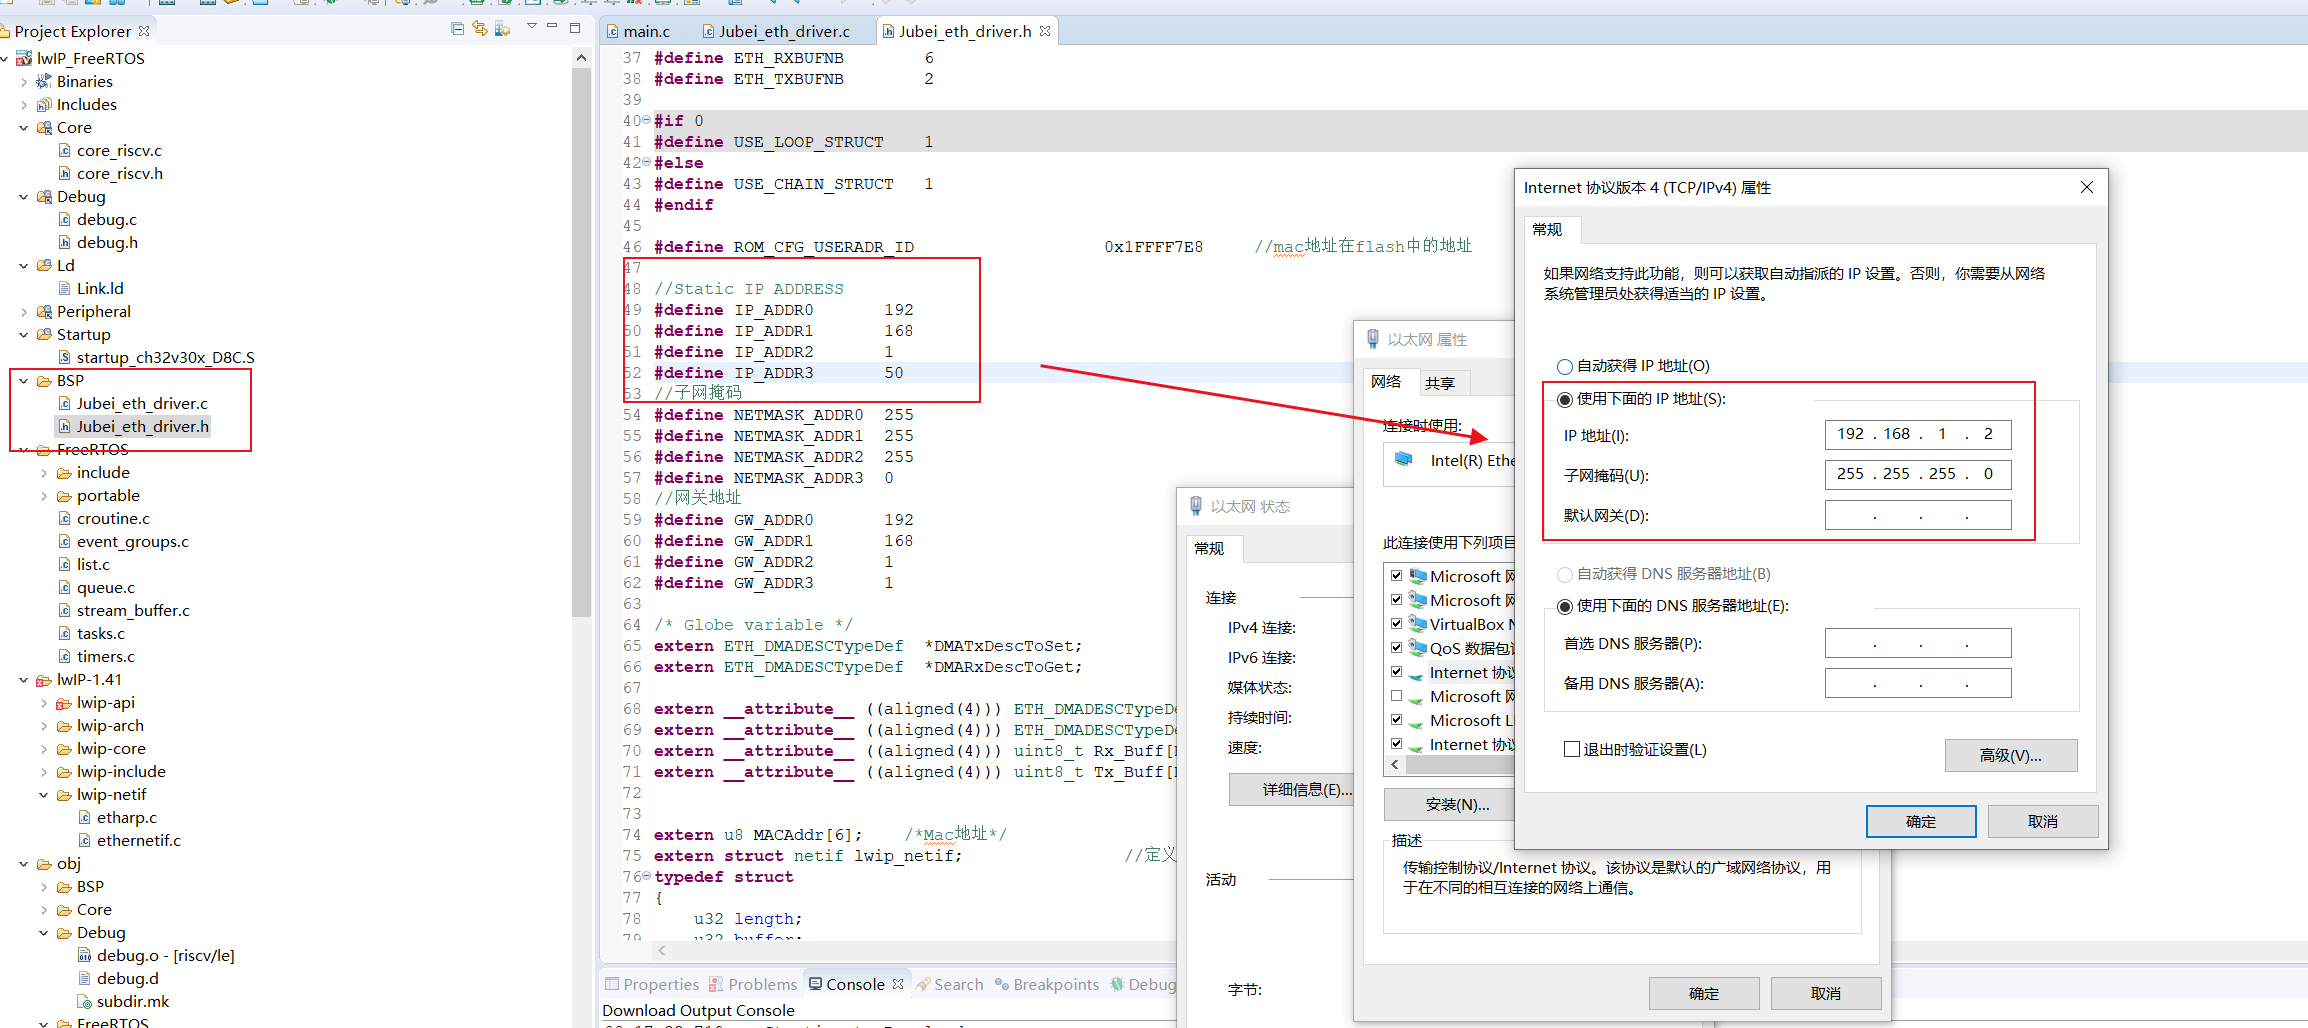 Project Explorer
lwIP_FreeRTOS
Binaries
Includes
Core
core_riscv.c
core_riscv.h
Debug
debug.c
debug.h
Ld
Link.ld
Peripheral
Startup
startup_ch32v30x_D8C.S
BSP
Jubei_eth_driver.c
Jubei_eth_driver.h
FreeRTOS
include
portable
croutine.c
event_groups.c
list.c
queue.c
stream_buffer.c
tasks.c
timers.c
lwIP-1.41
lwip-api
lwip-arch
lwip-core
lwip-include
lwip-netif
etharp.c
ethernetif.c
obj
BSP
Core
Debug
debug.o - [riscv/le]
debug.d
subdir.mk
FreeRTOS
main.c
Jubei_eth_driver.c
Jubei_eth_driver.h
37 #define ETH_RXBUFNB 6
38 #define ETH_TXBUFNB 2
39
40 #if 0
41 #define USE_LOOP_STRUCT 1
42 #else
43 #define USE_CHAIN_STRUCT 1
44 #endif
45
46 #define ROM_CFG_USERADR_ID 0x1FFFF7E8 //mac地址在flash中的地址
47
48 //Static IP ADDRESS
49 #define IP_ADDR0 192
50 #define IP_ADDR1 168
51 #define IP_ADDR2 1
52 #define IP_ADDR3 50
53 //子网掩码
54 #define NETMASK_ADDR0 255
55 #define NETMASK_ADDR1 255
56 #define NETMASK_ADDR2 255
57 #define NETMASK_ADDR3 0
58 //网关地址
59 #define GW_ADDR0 192
60 #define GW_ADDR1 168
61 #define GW_ADDR2 1
62 #define GW_ADDR3 1
63
64 /* Globe variable */
65 extern ETH_DMADESCTypeDef *DMATxDescToSet;
66 extern ETH_DMADESCTypeDef *DMARxDescToGet;
67
68 extern __attribute__ ((aligned(4))) ETH_DMADESCTypeDe
69 extern __attribute__ ((aligned(4))) ETH_DMADESCTypeDe
70 extern __attribute__ ((aligned(4))) uint8_t Rx_Buff[
71 extern __attribute__ ((aligned(4))) uint8_t Tx_Buff[
72
73
74 extern u8 MACAddr[6]; /*Mac地址*/
75 extern struct netif lwip_netif; //定义
76 typedef struct
77 {
78 u32 length;
79 u32 buffer;
Properties
Problems
Console
Search
Breakpoints
Debug
Download Output Console
以太网 状态
常规
连接
IPv4 连接:
IPv6 连接:
媒体状态:
持续时间:
速度:
详细信息(E)...
活动
字节:
以太网 属性
网络
共享
连接时使用:
Intel(R) Ethe
此连接使用下列项目
Microsoft 网
Microsoft 网
VirtualBox N
QoS 数据包
Internet 协议
Microsoft 网
Microsoft L
Internet 协议
安装(N)...
描述
传输控制协议/Internet 协议。该协议是默认的广域网络协议，用
于在不同的相互连接的网络上通信。
确定
取消
Internet 协议版本 4 (TCP/IPv4) 属性
常规
如果网络支持此功能，则可以获取自动指派的 IP 设置。否则，你需要从网络
系统管理员处获得适当的 IP 设置。
自动获得 IP 地址(O)
使用下面的 IP 地址(S):
IP 地址(I): 192 . 168 . 1 . 2
子网掩码(U): 255 . 255 . 255 . 0
默认网关(D): . . .
自动获得 DNS 服务器地址(B)
使用下面的 DNS 服务器地址(E):
首选 DNS 服务器(P): . . .
备用 DNS 服务器(A): . . .
退出时验证设置(L)
高级(V)...
确定
取消